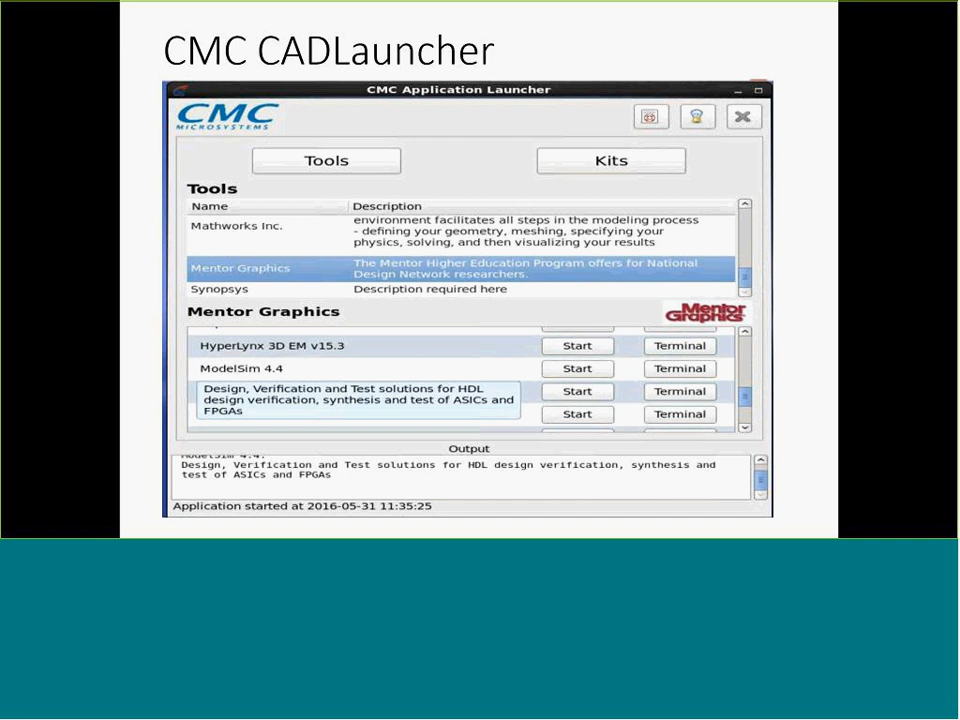 CMC CADLauncher
CMC Application Launcher
CMC
MICROSYSTEMS
Tools
Kits
Tools
Name
Description
Mathworks Inc.
environment facilitates all steps in the modeling process
- defining your geometry, meshing, specifying your
physics, solving, and then visualizing your results
Mentor Graphics
The Mentor Higher Education Program offers for National
Design Network researchers.
Synopsys
Description required here
Mentor Graphics
Mentor
Graphics
HyperLynx 3D EM v15.3
Start
Terminal
ModelSim 4.4
Start
Terminal
Design, Verification and Test solutions for HDL
design verification, synthesis and test of ASICs and
FPGAs
Start
Terminal
Start
Terminal
Output
ModelSim 4.4:
Design, Verification and Test solutions for HDL design verification, synthesis and
test of ASICs and FPGAs
Application started at 2016-05-31 11:35:25